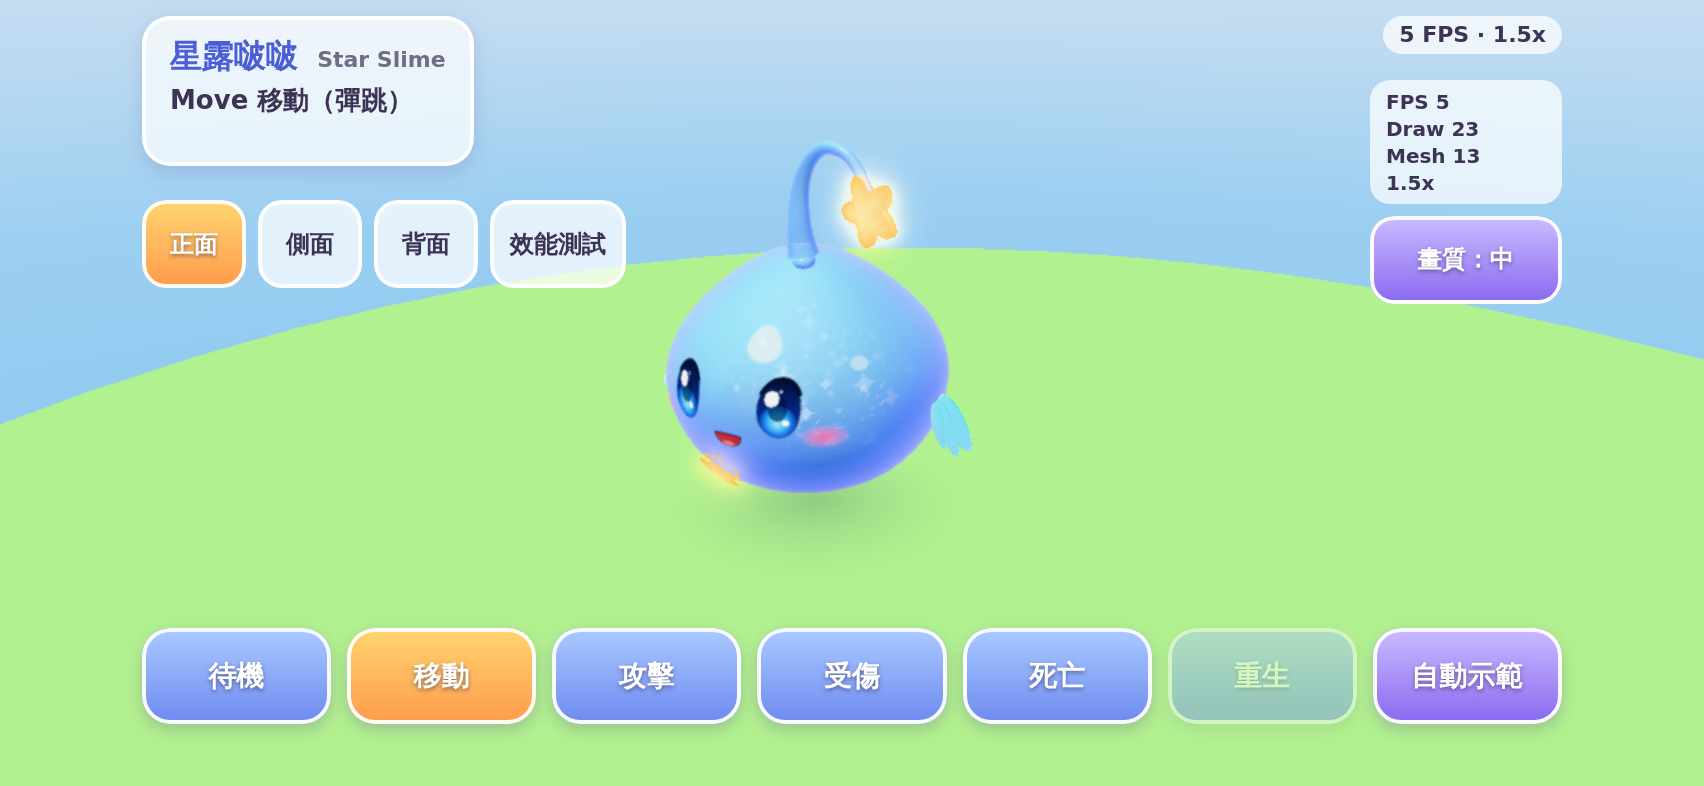 星露啵啵 Star Slime
Move 移動（彈跳）
5 FPS · 1.5x
FPS 5
Draw 23
Mesh 13
1.5x
正面
側面
背面
效能測試
畫質：中
待機
移動
攻擊
受傷
死亡
重生
自動示範